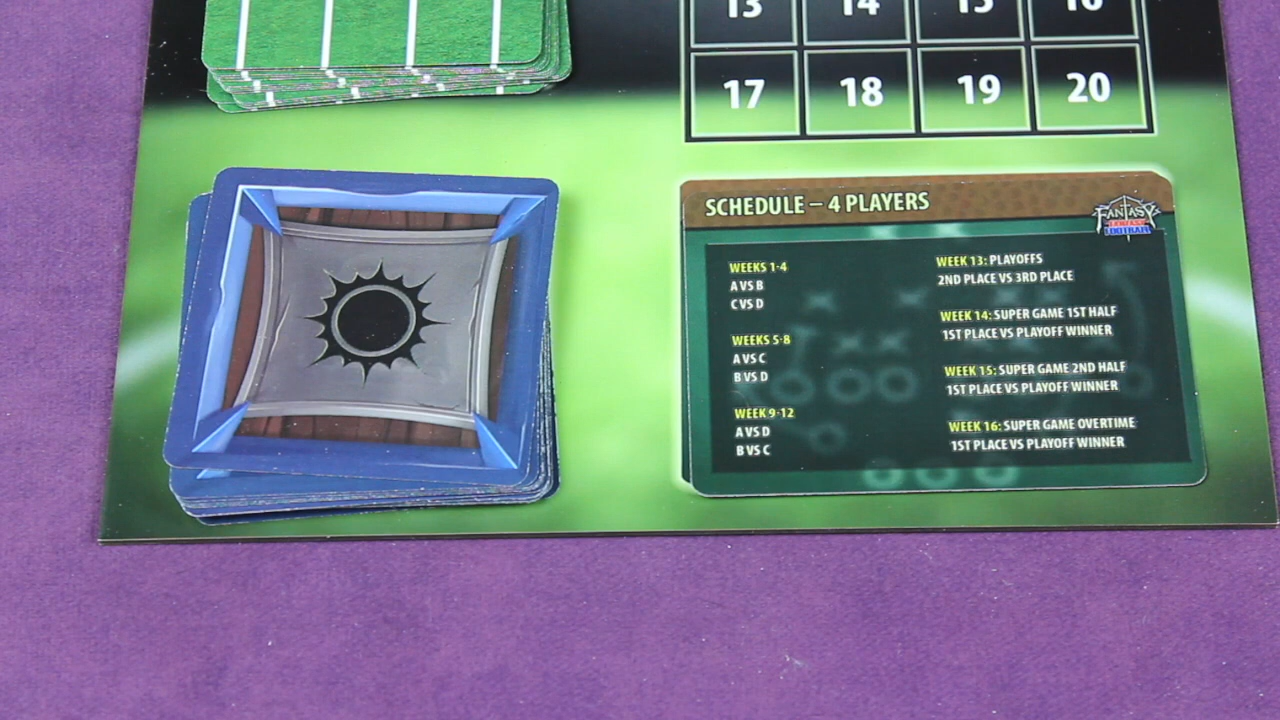 13 14 15 16
17 18 19 20
SCHEDULE – 4 PLAYERS
FANTASY
FOOTBALL
WEEKS 1-4
A VS B
C VS D
WEEKS 5-8
A VS C
B VS D
WEEK 9-12
A VS D
B VS C
WEEK 13: PLAYOFFS
2ND PLACE VS 3RD PLACE
WEEK 14: SUPER GAME 1ST HALF
1ST PLACE VS PLAYOFF WINNER
WEEK 15: SUPER GAME 2ND HALF
1ST PLACE VS PLAYOFF WINNER
WEEK 16: SUPER GAME OVERTIME
1ST PLACE VS PLAYOFF WINNER